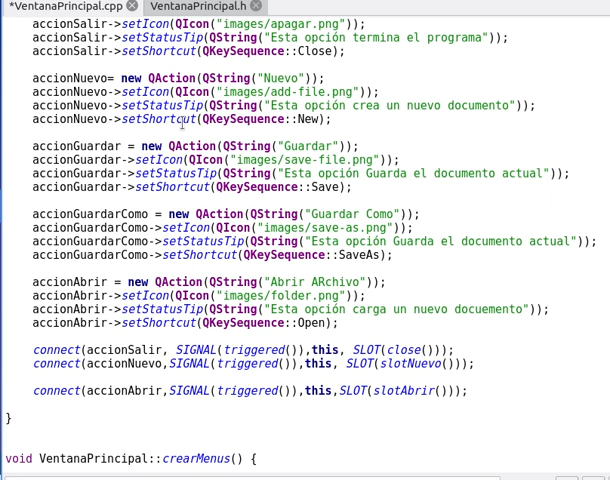 *VentanaPrincipal.cpp VentanaPrincipal.h
accionSalir->setIcon(QIcon("images/apagar.png"));
accionSalir->setStatusTip(QString("Esta opción termina el programa"));
accionSalir->setShortcut(QKeySequence::Close);
accionNuevo= new QAction(QString("Nuevo"));
accionNuevo->setIcon(QIcon("images/add-file.png"));
accionNuevo->setStatusTip(QString("Esta opción crea un nuevo documento"));
accionNuevo->setShortcut(QKeySequence::New);
accionGuardar = new QAction(QString("Guardar"));
accionGuardar->setIcon(QIcon("images/save-file.png"));
accionGuardar->setStatusTip(QString("Esta opción Guarda el documento actual"));
accionGuardar->setShortcut(QKeySequence::Save);
accionGuardarComo = new QAction(QString("Guardar Como"));
accionGuardarComo->setIcon(QIcon("images/save-as.png"));
accionGuardarComo->setStatusTip(QString("Esta opción Guarda el documento actual"));
accionGuardarComo->setShortcut(QKeySequence::SaveAs);
accionAbrir = new QAction(QString("Abrir ARchivo"));
accionAbrir->setIcon(QIcon("images/folder.png"));
accionAbrir->setStatusTip(QString("Esta opción carga un nuevo docuemento"));
accionAbrir->setShortcut(QKeySequence::Open);
connect(accionSalir, SIGNAL(triggered()),this, SLOT(close()));
connect(accionNuevo,SIGNAL(triggered()),this, SLOT(slotNuevo()));
connect(accionAbrir,SIGNAL(triggered()),this,SLOT(slotAbrir()));
}
void VentanaPrincipal::crearMenus() {